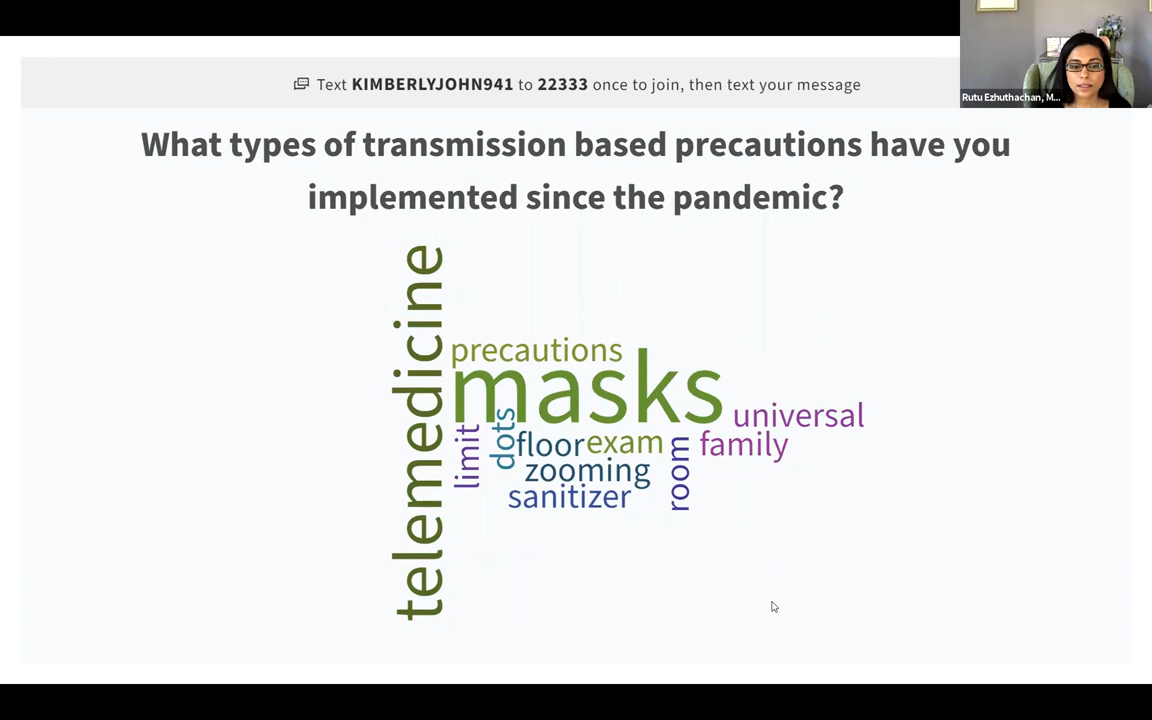 Text KIMBERLYJOHN941 to 22333 once to join, then text your message
Rutu Ezhuthachan, M...
What types of transmission based precautions have you
implemented since the pandemic?
telemedicine
precautions
masks
universal
limit
dots
floor
exam
room
family
zooming
sanitizer